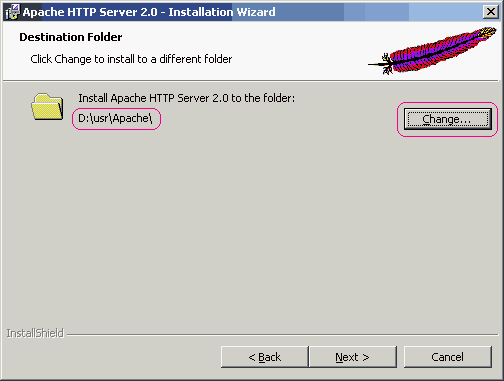 Apache HTTP Server 2.0 - Installation Wizard
Destination Folder
Click Change to install to a different folder
Install Apache HTTP Server 2.0 to the folder:
D:\usr\Apache\
Change...
InstallShield
< Back
Next >
Cancel